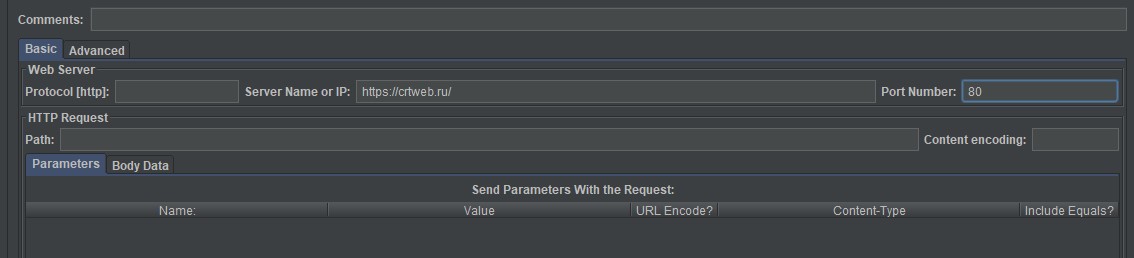 Comments:
Basic Advanced
Web Server
Protocol [http]: Server Name or IP: https://crtweb.ru/ Port Number: 80
HTTP Request
Path: Content encoding:
Parameters Body Data
Send Parameters With the Request:
Name: Value URL Encode? Content-Type Include Equals?